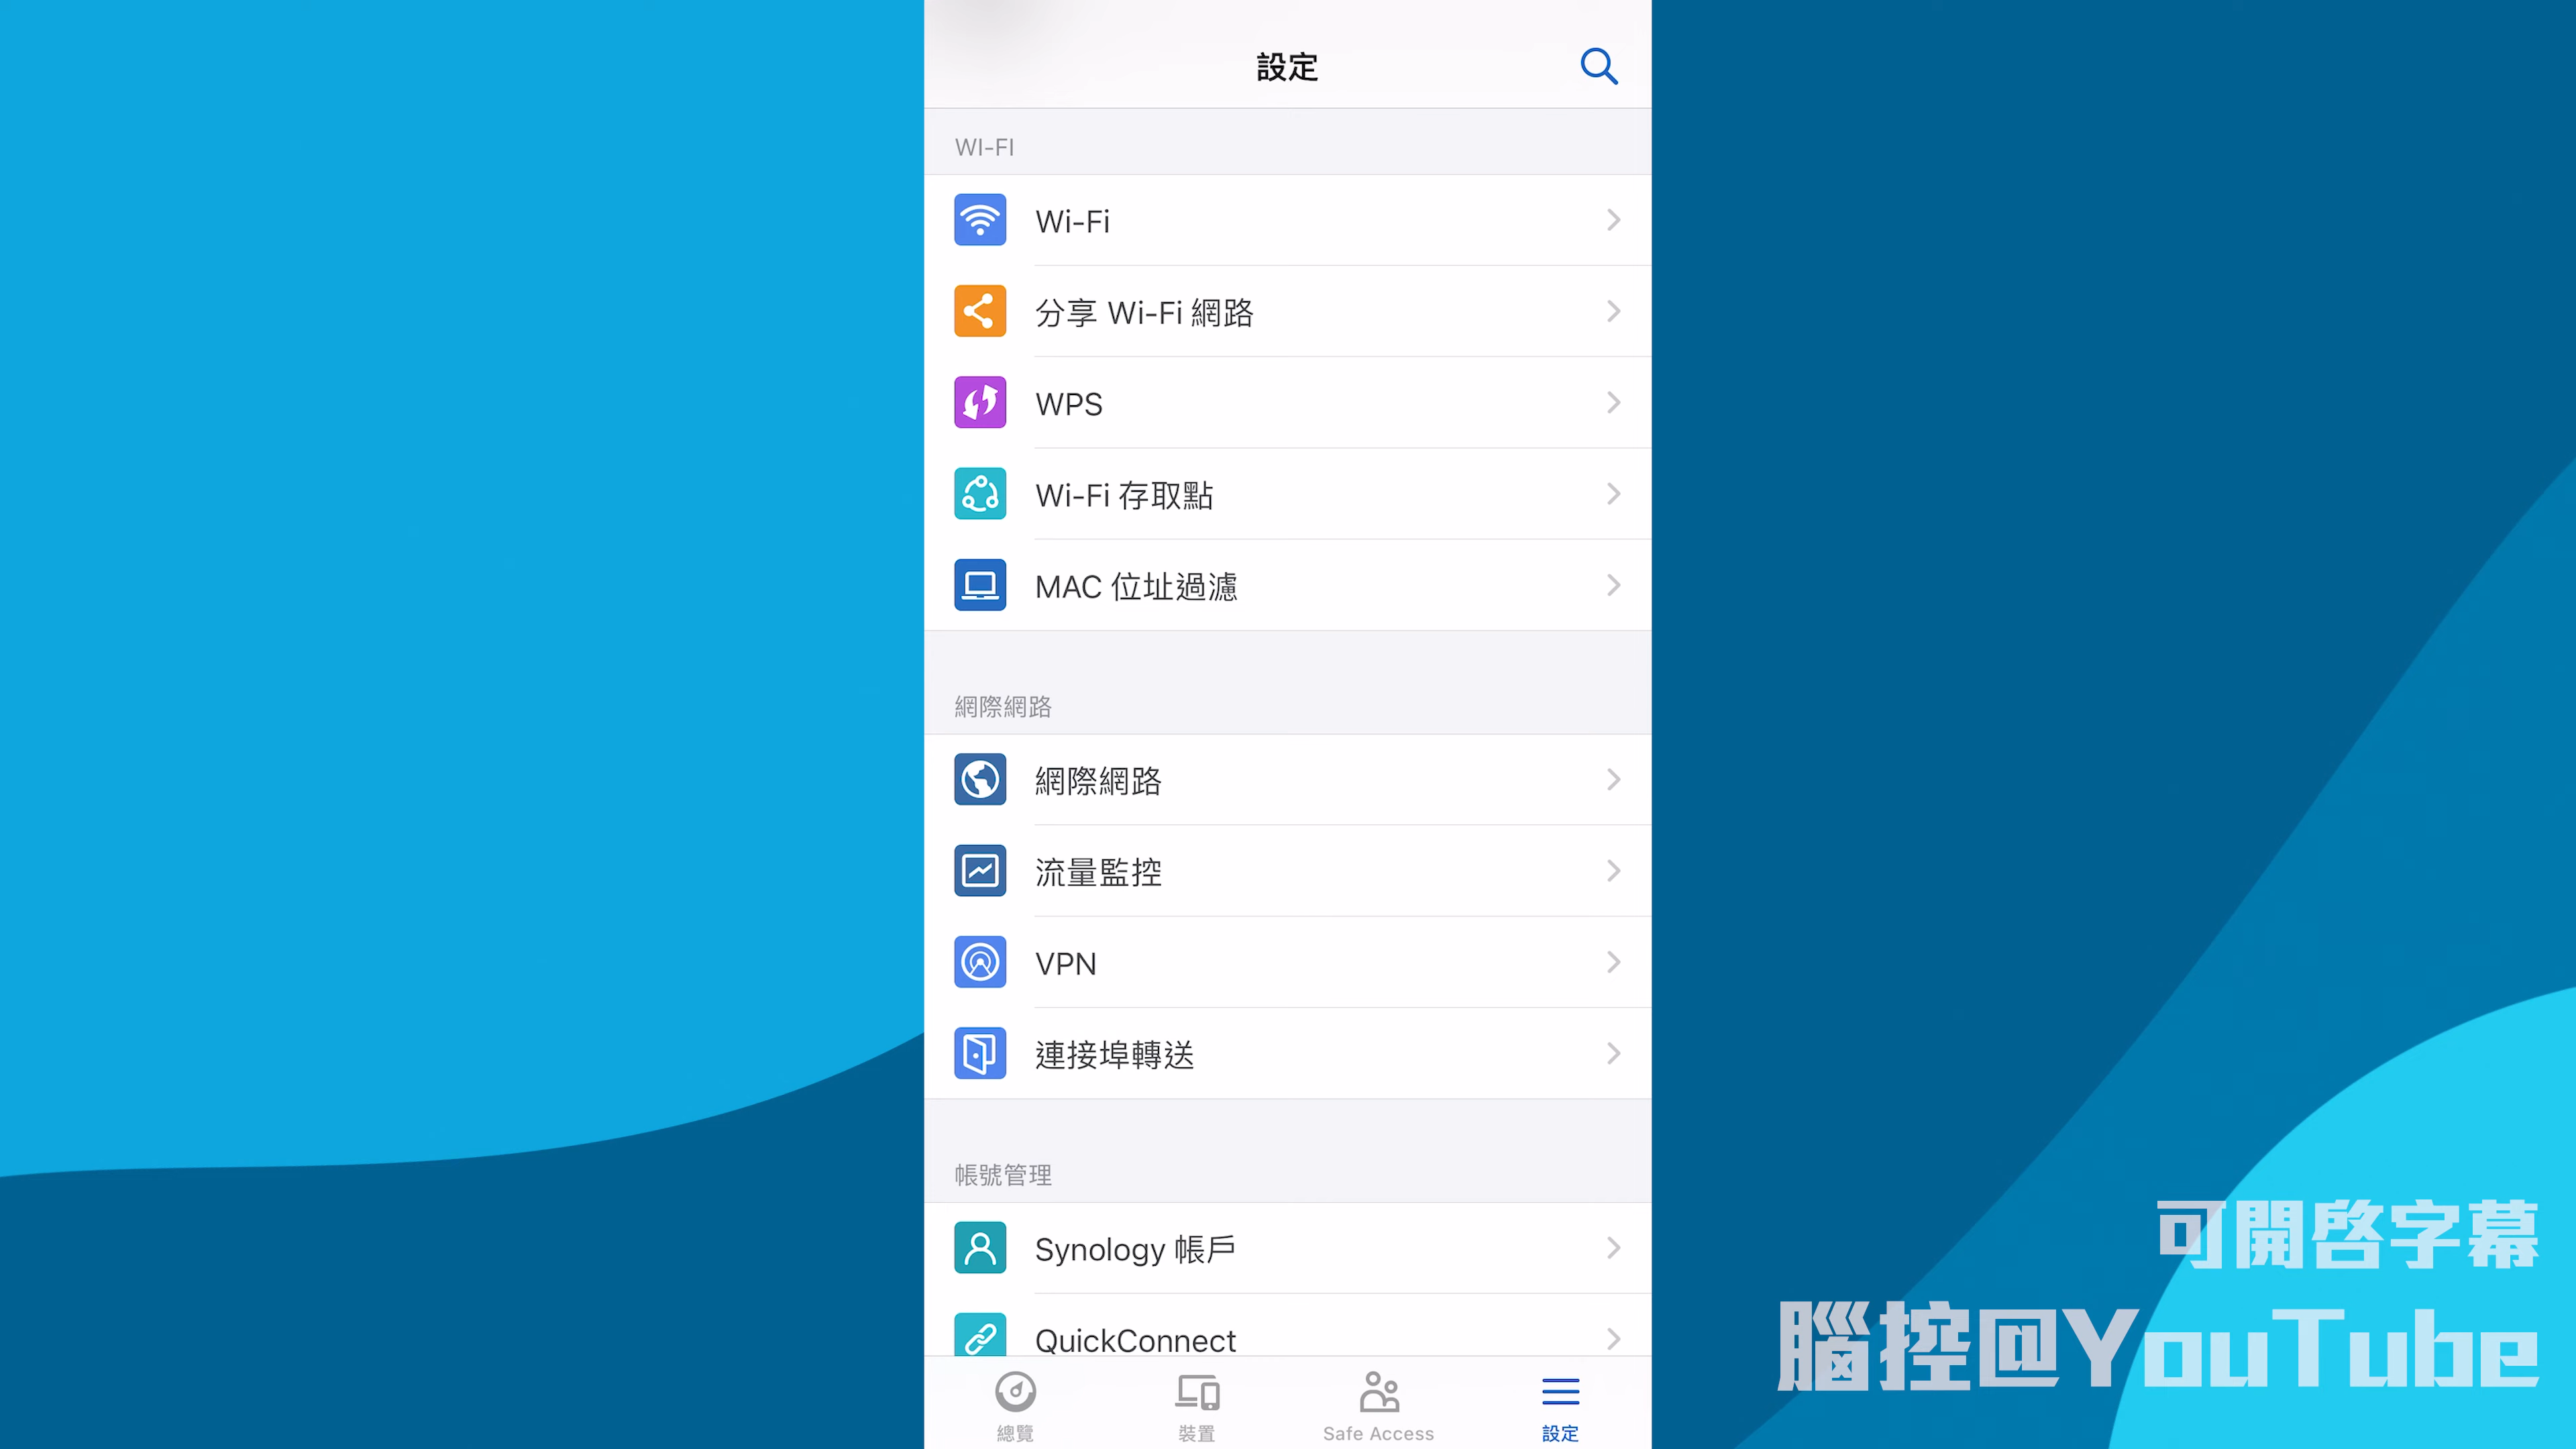 設定
WI-FI
Wi-Fi
分享 Wi-Fi 網路
WPS
Wi-Fi 存取點
MAC 位址過濾
網際網路
網際網路
流量監控
VPN
連接埠轉送
帳號管理
Synology 帳戶
QuickConnect
總覽
裝置
Safe Access
設定
可開啓字幕
腦控@YouTube